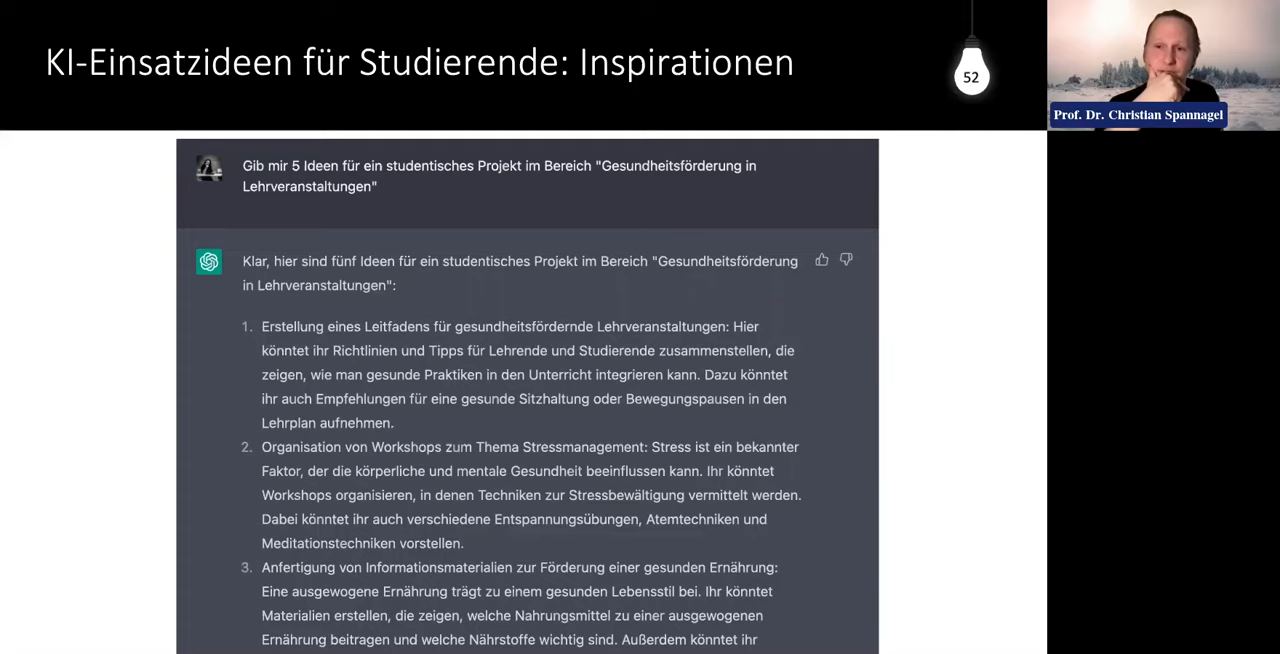 KI-Einsatzideen für Studierende: Inspirationen
52
Prof. Dr. Christian Spannagel
Gib mir 5 Ideen für ein studentisches Projekt im Bereich "Gesundheitsförderung in
Lehrveranstaltungen"
Klar, hier sind fünf Ideen für ein studentisches Projekt im Bereich "Gesundheitsförderung
in Lehrveranstaltungen":
1. Erstellung eines Leitfadens für gesundheitsfördernde Lehrveranstaltungen: Hier
könntet ihr Richtlinien und Tipps für Lehrende und Studierende zusammenstellen, die
zeigen, wie man gesunde Praktiken in den Unterricht integrieren kann. Dazu könntet
ihr auch Empfehlungen für eine gesunde Sitzhaltung oder Bewegungspausen in den
Lehrplan aufnehmen.
2. Organisation von Workshops zum Thema Stressmanagement: Stress ist ein bekannter
Faktor, der die körperliche und mentale Gesundheit beeinflussen kann. Ihr könntet
Workshops organisieren, in denen Techniken zur Stressbewältigung vermittelt werden.
Dabei könntet ihr auch verschiedene Entspannungsübungen, Atemtechniken und
Meditationstechniken vorstellen.
3. Anfertigung von Informationsmaterialien zur Förderung einer gesunden Ernährung:
Eine ausgewogene Ernährung trägt zu einem gesunden Lebensstil bei. Ihr könntet
Materialien erstellen, die zeigen, welche Nahrungsmittel zu einer ausgewogenen
Ernährung beitragen und welche Nährstoffe wichtig sind. Außerdem könntet ihr